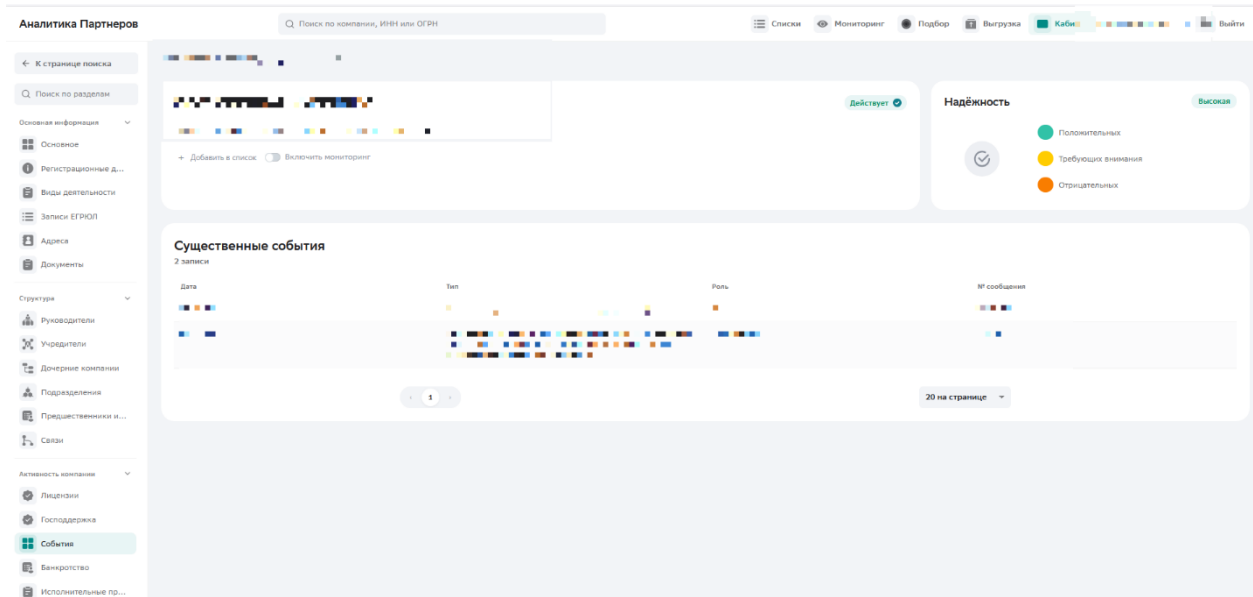 Аналитика Партнеров
Поиск по компании, ИНН или ОГРН
Списки
Мониторинг
Подбор
Выгрузка
Выйти
К странице поиска
Поиск по разделам
Основная информация
Основное
Регистрационные д...
Виды деятельности
Записи ЕГРЮЛ
Адреса
Документы
Структура
Руководители
Учредители
Дочерние компании
Подразделения
Предшественники и...
Связи
Активность компании
Лицензии
Господдержка
События
Банкротство
Исполнительные пр...
Действует
+ Добавить в список
Включить мониторинг
Надёжность
Высокая
Положительных
Требующих внимания
Отрицательных
Существенные события
2 записи
Дата Тип Роль № сообщения
1
20 на странице